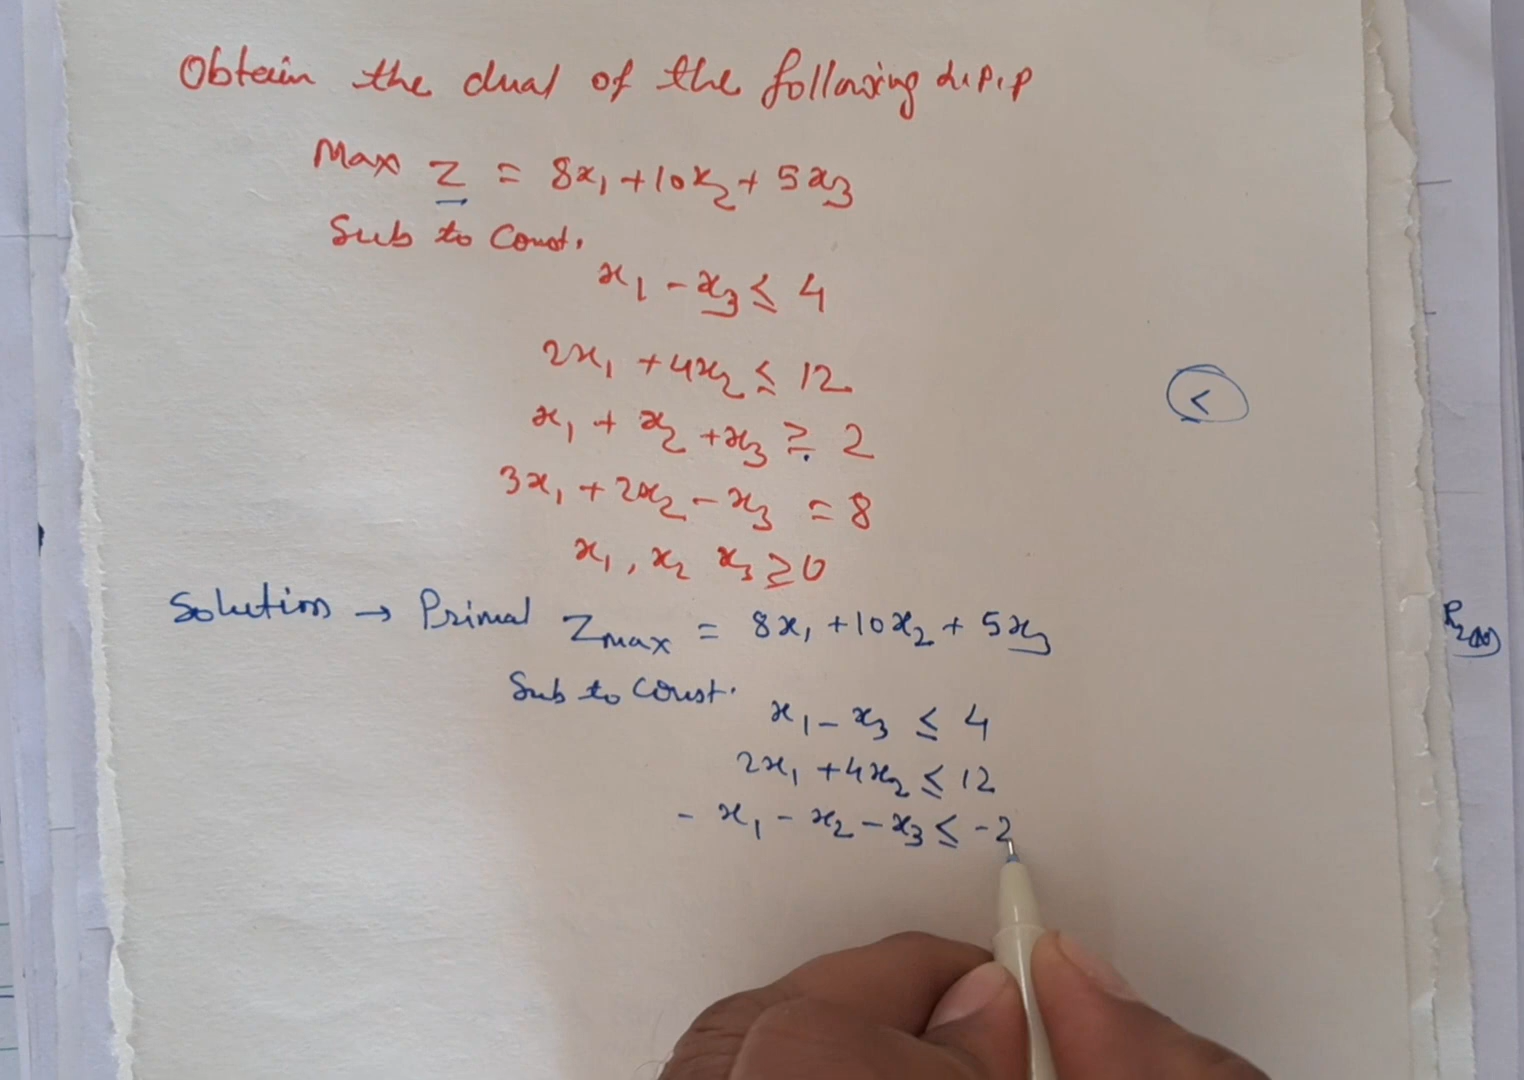 Obtain the dual of the following L.P.P
Max Z = 8x₁ + 10x₂ + 5x₃
Sub to Const.
x₁ - x₃ ≤ 4
2x₁ + 4x₂ ≤ 12
x₁ + x₂ + x₃ ≥ 2
3x₁ + 2x₂ - x₃ = 8
x₁, x₂ x₃ ≥ 0
<
Solution → Primal Zmax = 8x₁ + 10x₂ + 5x₃
Sub to Const.
x₁ - x₃ ≤ 4
2x₁ + 4x₂ ≤ 12
- x₁ - x₂ - x₃ ≤ -2